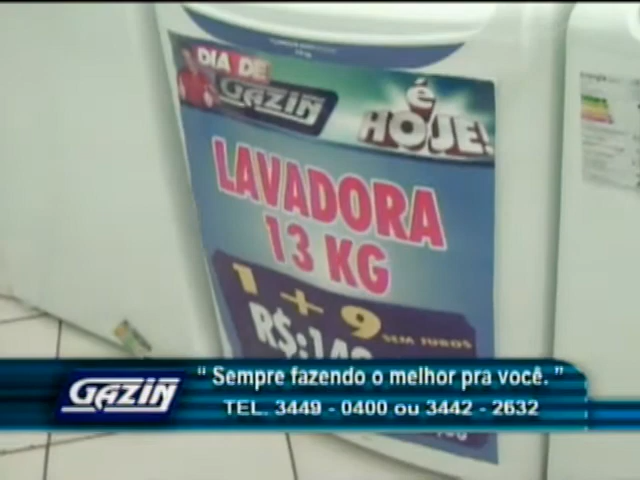 DIA DE
GAZIN
é
HOJE!
LAVADORA
13 KG
1 + 9
SEM JUROS
R$:
GAZIN
“ Sempre fazendo o melhor pra você. ”
TEL. 3449 - 0400 ou 3442 - 2632